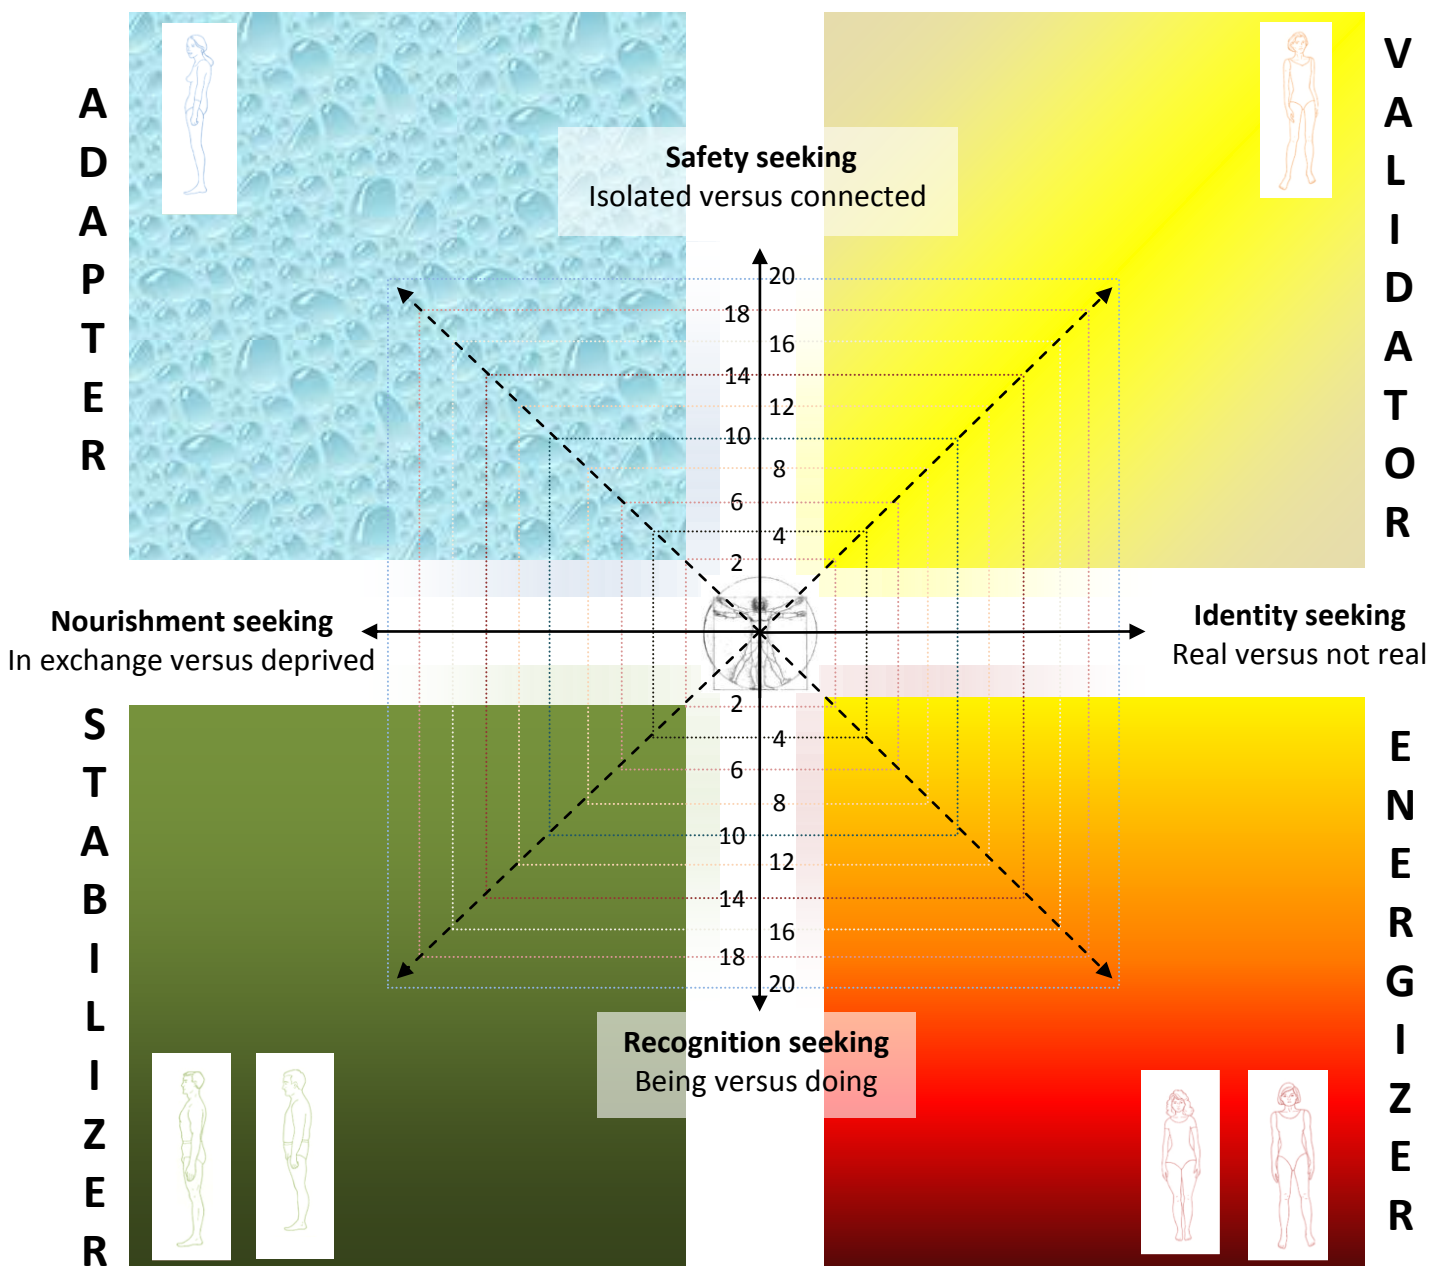 ADAPTER
VALIDATOR
Safety seeking
Isolated versus connected
20
18
16
14
12
10
8
6
4
2
Nourishment seeking
In exchange versus deprived
Identity seeking
Real versus not real
2
4
6
8
10
12
14
16
18
20
STABILIZER
ENERGIZER
Recognition seeking
Being versus doing